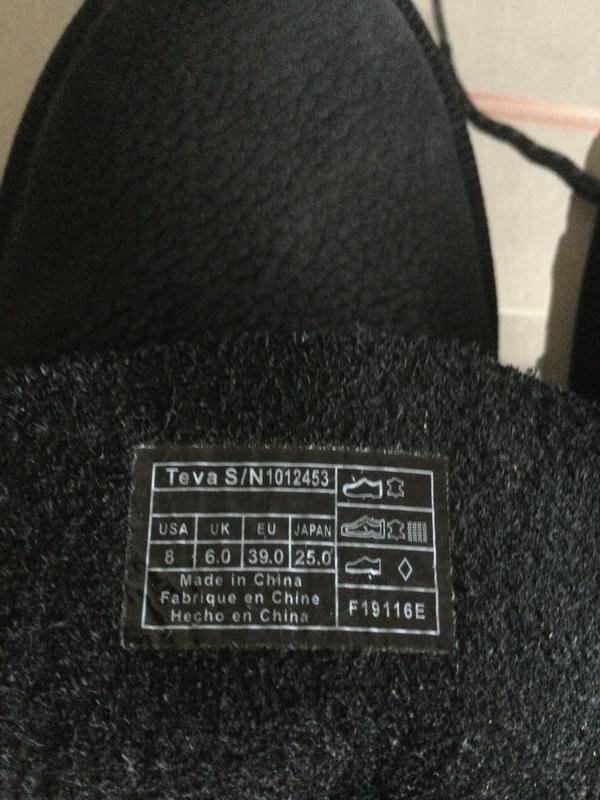 Teva S/N1012453
USA UK EU JAPAN
8 6.0 39.0 25.0
Made in China
Fabrique en Chine
Hecho en China
F19116E